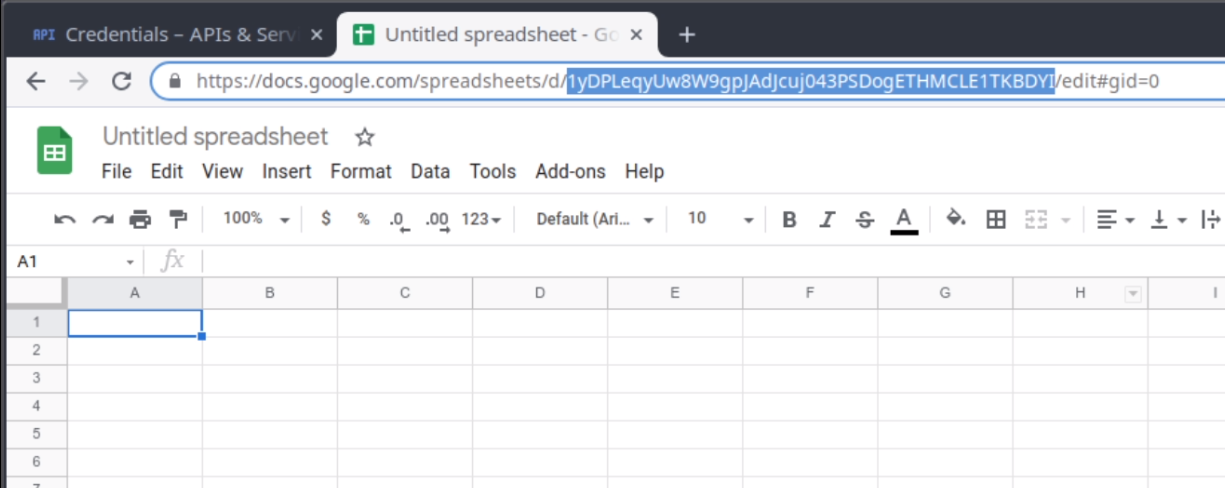 API Credentials – APIs & Serv
Untitled spreadsheet - Go
https://docs.google.com/spreadsheets/d/1yDPLeqyUw8W9gpJAdJcuj043PSDogETHMCLE1TKBDYI/edit#gid=0
Untitled spreadsheet
File Edit View Insert Format Data Tools Add-ons Help
100% $ % .0 .00 123 Default (Ari... 10 B I S A
A1 fx
A B C D E F G H I
1
2
3
4
5
6
7